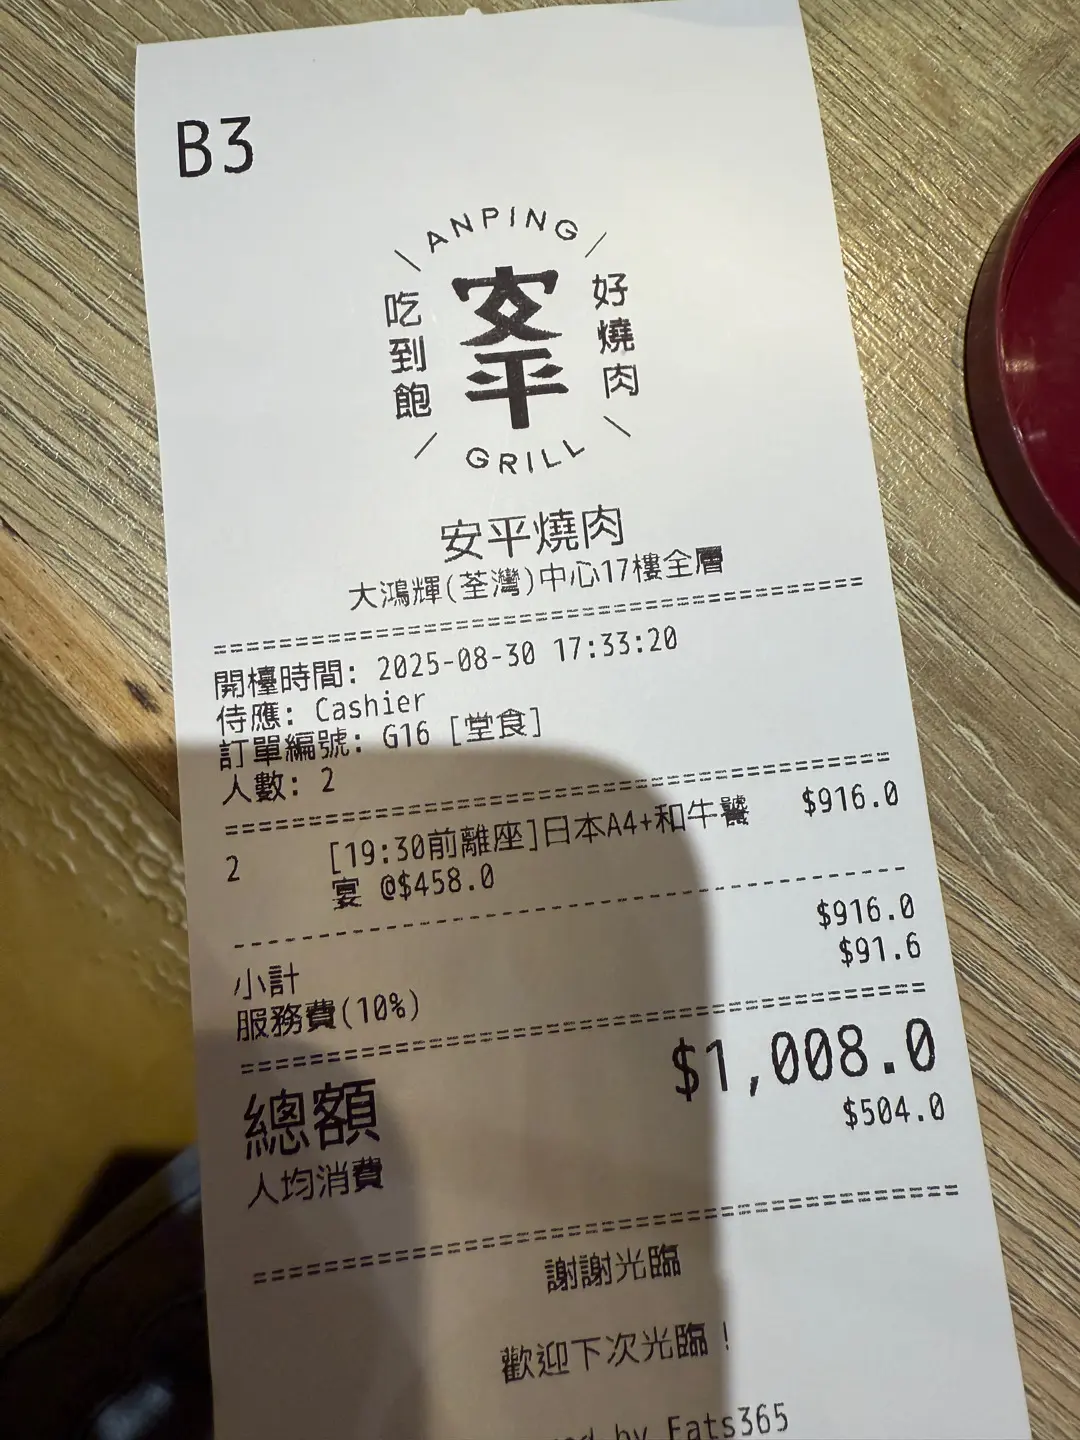 B3
ANPING
吃到飽
安平
好燒肉
GRILL
安平燒肉
大鴻輝(荃灣)中心17樓全層
開檯時間: 2025-08-30 17:33:20
侍應: Cashier
訂單編號: G16 [堂食]
人數: 2
2 [19:30前離座]日本A4+和牛饗 $916.0
宴 @$458.0
小計 $916.0
服務費(10%) $91.6
總額 $1,008.0
人均消費 $504.0
謝謝光臨
歡迎下次光臨！
by Eats365